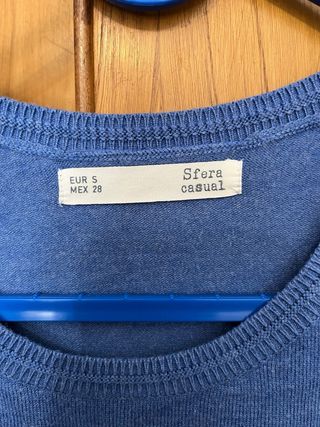 EUR S
MEX 28
Sfera
casual